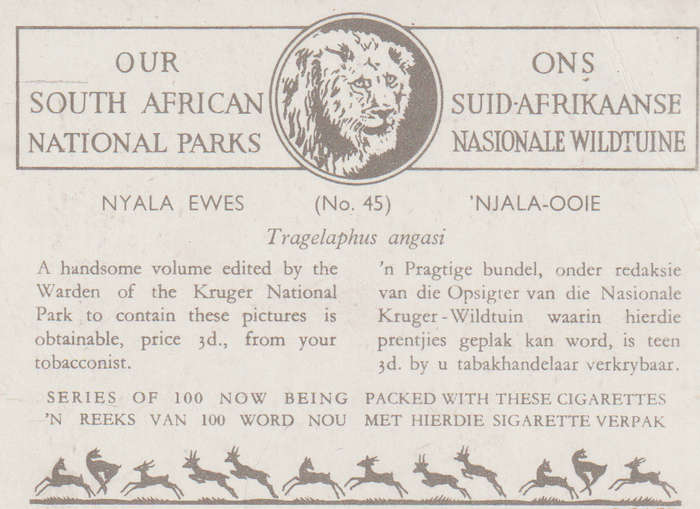 OUR
SOUTH AFRICAN
NATIONAL PARKS
ONS
SUID-AFRIKAANSE
NASIONALE WILDTUINE
NYALA EWES (No. 45) 'NJALA-OOIE
Tragelaphus angasi
A handsome volume edited by the
Warden of the Kruger National
Park to contain these pictures is
obtainable, price 3d., from your
tobacconist.
'n Pragtige bundel, onder redaksie
van die Opsigter van die Nasionale
Kruger-Wildtuin waarin hierdie
prentjies geplak kan word, is teen
3d. by u tabakhandelaar verkrybaar.
SERIES OF 100 NOW BEING PACKED WITH THESE CIGARETTES
'N REEKS VAN 100 WORD NOU MET HIERDIE SIGARETTE VERPAK